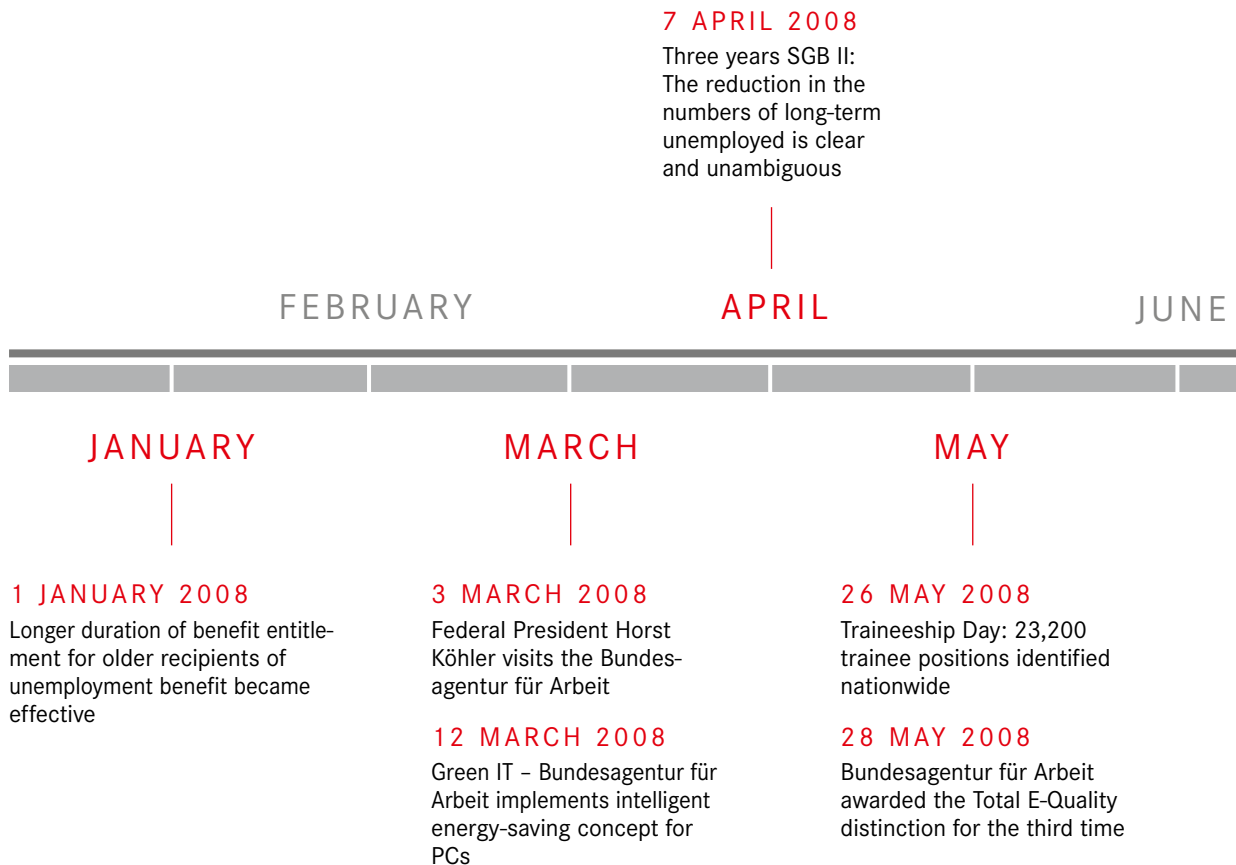 7 APRIL 2008
Three years SGB II:
The reduction in the
numbers of long-term
unemployed is clear
and unambiguous
FEBRUARY
APRIL
JUNE
JANUARY
MARCH
MAY
1 JANUARY 2008
Longer duration of benefit entitle-
ment for older recipients of
unemployment benefit became
effective
3 MARCH 2008
Federal President Horst
Köhler visits the Bundes-
agentur für Arbeit
12 MARCH 2008
Green IT – Bundesagentur für
Arbeit implements intelligent
energy-saving concept for
PCs
26 MAY 2008
Traineeship Day: 23,200
trainee positions identified
nationwide
28 MAY 2008
Bundesagentur für Arbeit
awarded the Total E-Quality
distinction for the third time